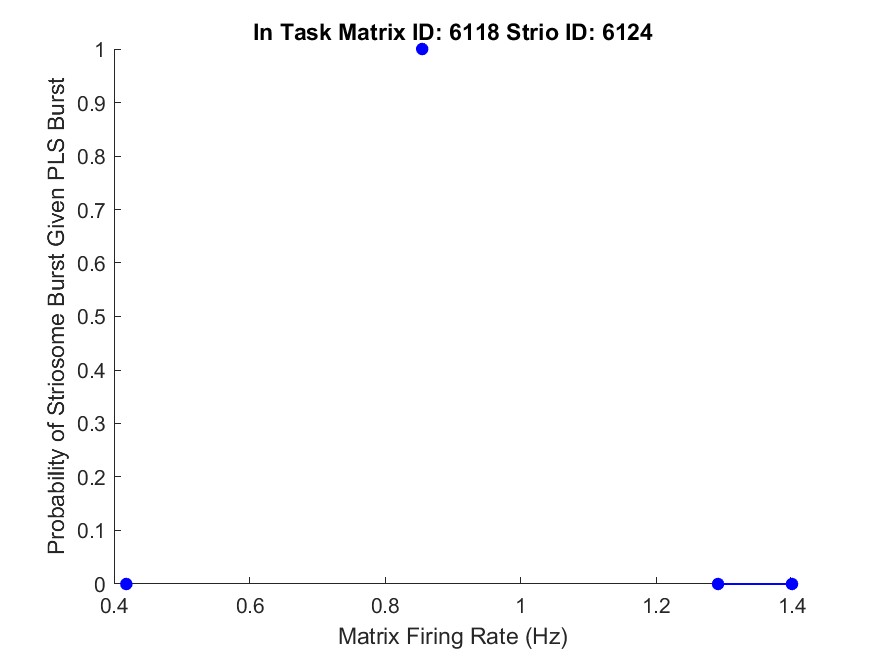 In Task Matrix ID: 6118 Strio ID: 6124
Probability of Striosome Burst Given PLS Burst
1
0.9
0.8
0.7
0.6
0.5
0.4
0.3
0.2
0.1
0
0.4 0.6 0.8 1 1.2 1.4
Matrix Firing Rate (Hz)